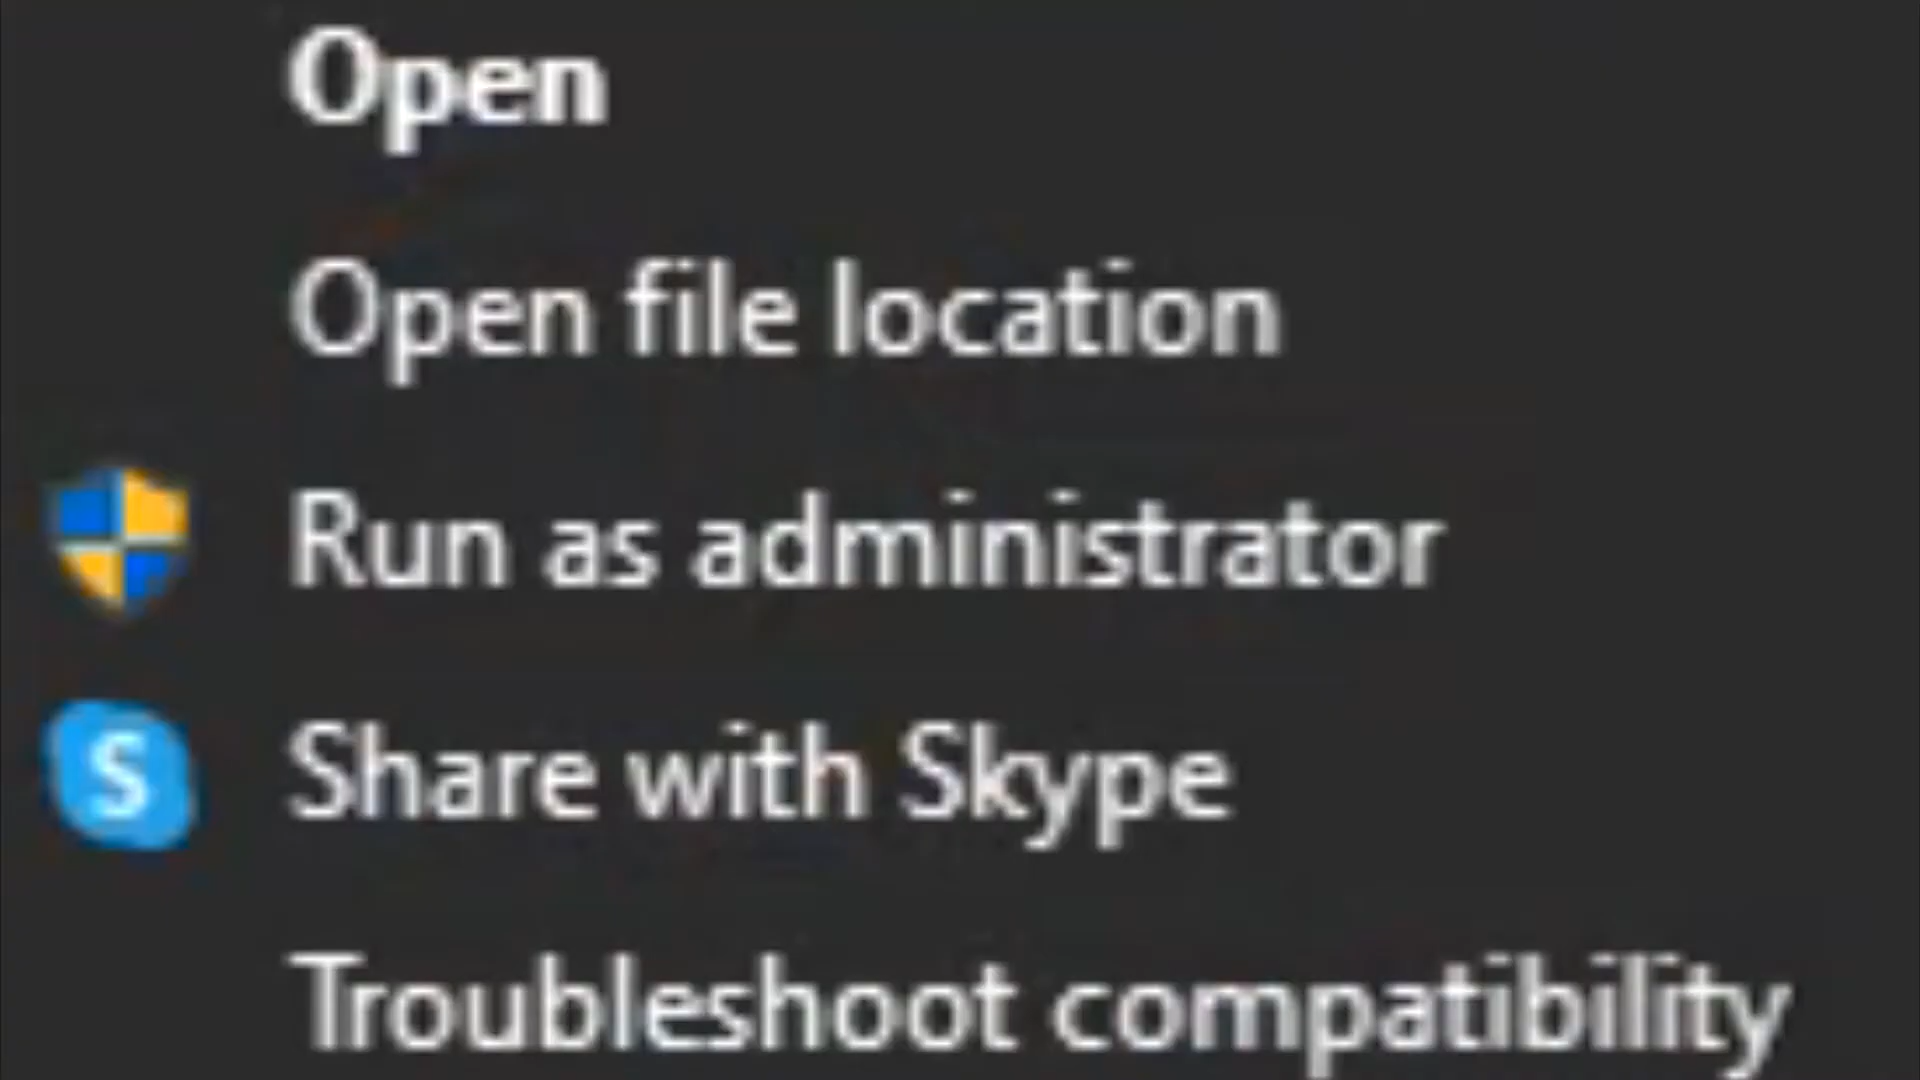 Open
Open file location
Run as administrator
S Share with Skype
Troubleshoot compatibility